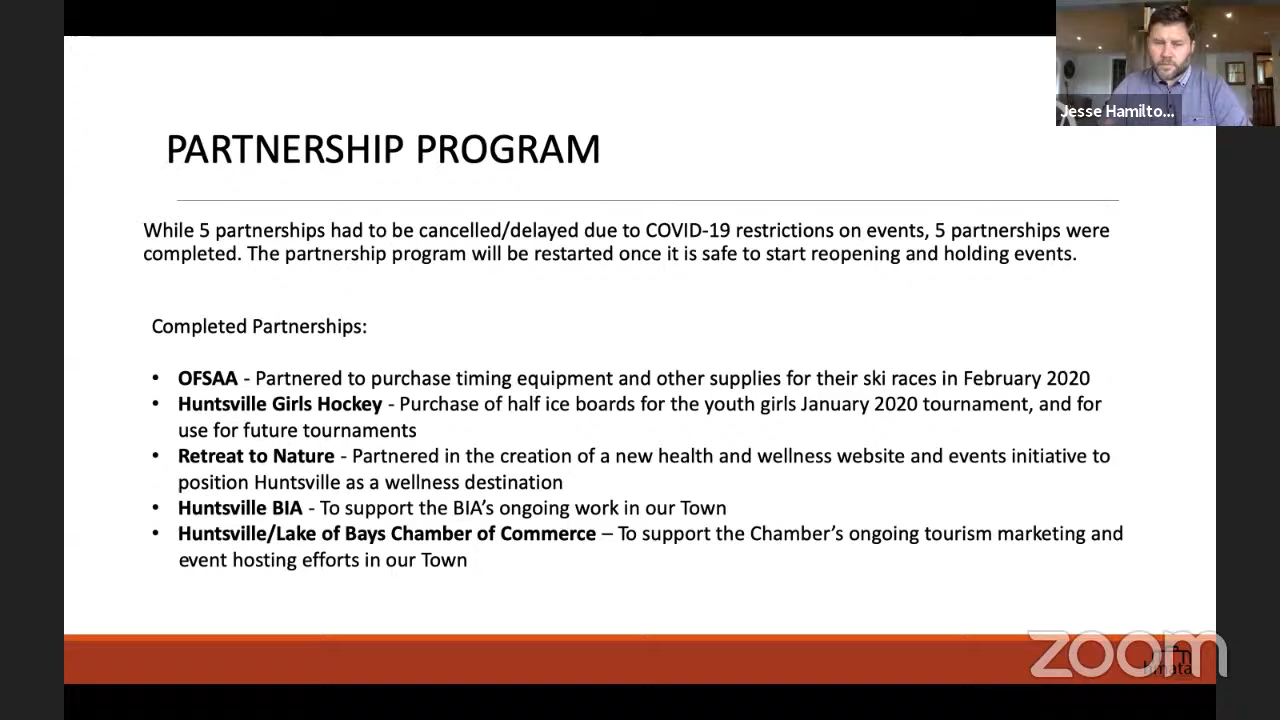 Jesse Hamilto...
PARTNERSHIP PROGRAM
While 5 partnerships had to be cancelled/delayed due to COVID-19 restrictions on events, 5 partnerships were
completed. The partnership program will be restarted once it is safe to start reopening and holding events.
Completed Partnerships:
• OFSAA - Partnered to purchase timing equipment and other supplies for their ski races in February 2020
• Huntsville Girls Hockey - Purchase of half ice boards for the youth girls January 2020 tournament, and for
use for future tournaments
• Retreat to Nature - Partnered in the creation of a new health and wellness website and events initiative to
position Huntsville as a wellness destination
• Huntsville BIA - To support the BIA’s ongoing work in our Town
• Huntsville/Lake of Bays Chamber of Commerce – To support the Chamber’s ongoing tourism marketing and
event hosting efforts in our Town
zoom
hmata